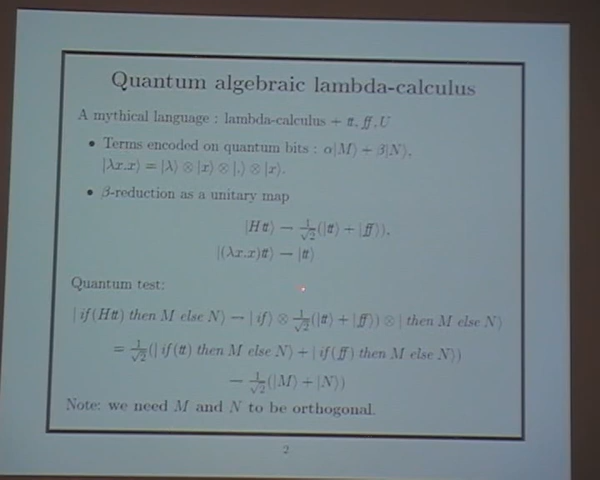 Quantum algebraic lambda-calculus
A mythical language : lambda-calculus + tt, ff, U
• Terms encoded on quantum bits : α|M⟩ + β|N⟩,
|λx.x⟩ = |λ⟩ ⊗ |x⟩ ⊗ |.⟩ ⊗ |x⟩.
• β-reduction as a unitary map
|Htt⟩ → 1/√2(|tt⟩ + |ff⟩),
|(λx.x)tt⟩ → |tt⟩
Quantum test:
| if(Htt) then M else N⟩ → | if⟩ ⊗ 1/√2(|tt⟩ + |ff⟩) ⊗ | then M else N⟩
= 1/√2(| if(tt) then M else N⟩ + | if(ff) then M else N⟩)
→ 1/√2(|M⟩ + |N⟩)
Note: we need M and N to be orthogonal.
2